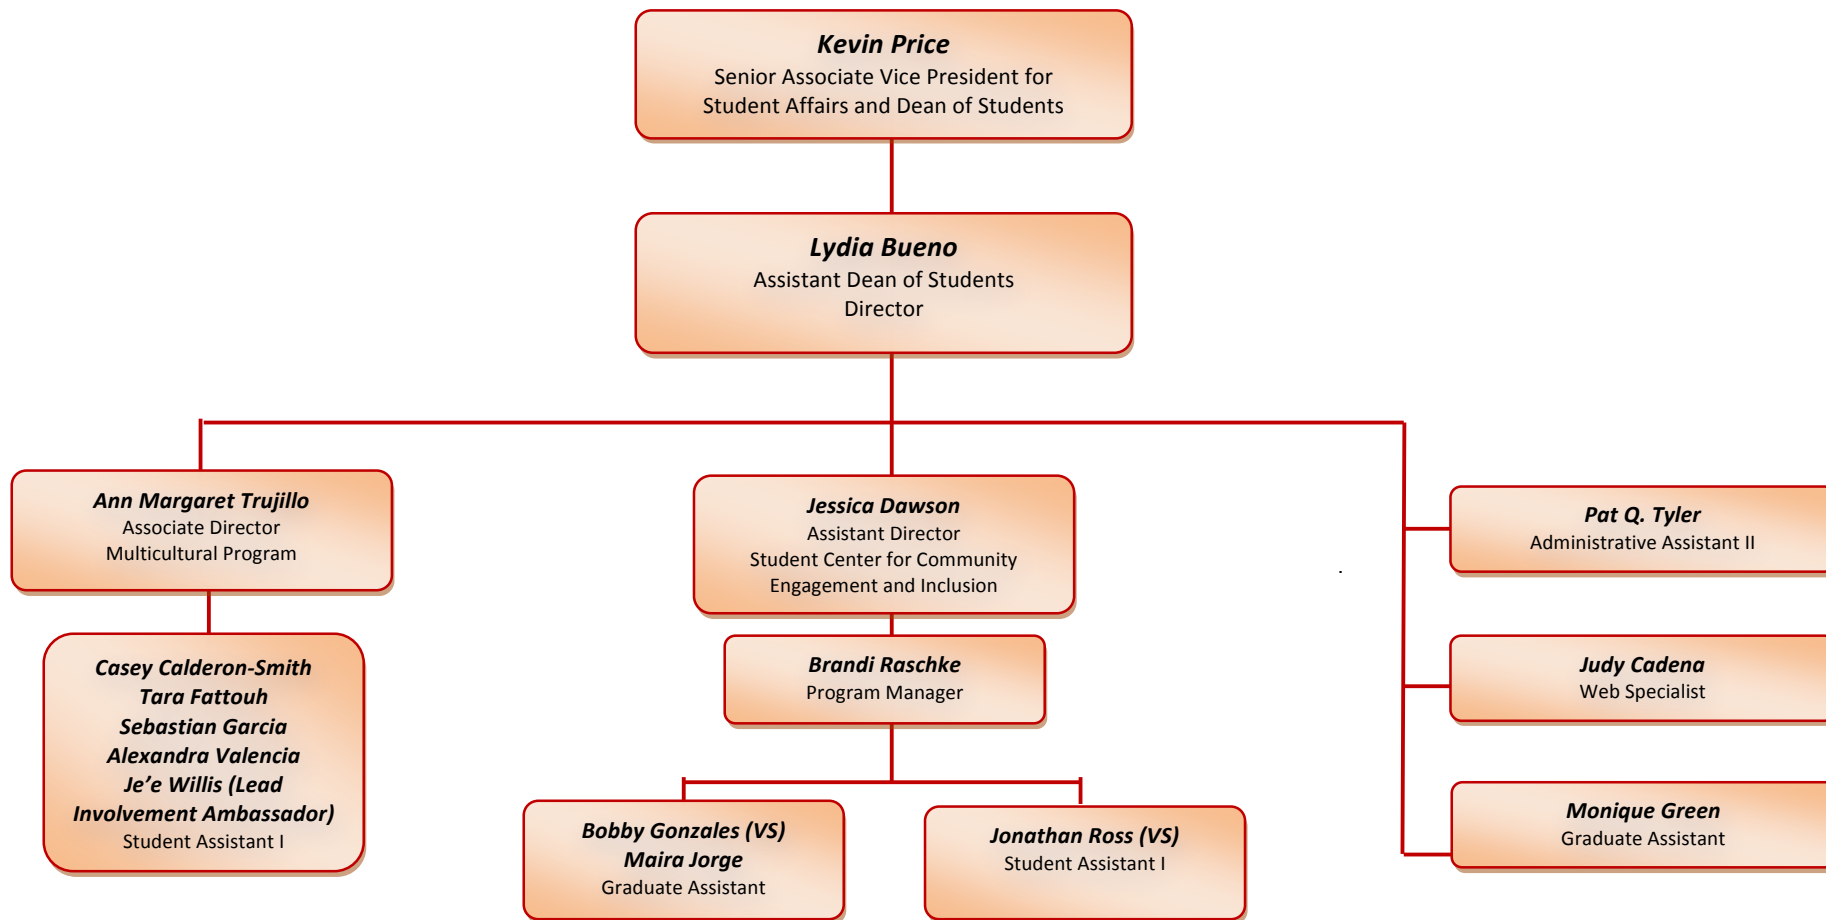 Kevin Price
Senior Associate Vice President for
Student Affairs and Dean of Students
Lydia Bueno
Assistant Dean of Students
Director
Ann Margaret Trujillo
Associate Director
Multicultural Program
Casey Calderon-Smith
Tara Fattouh
Sebastian Garcia
Alexandra Valencia
Je’e Willis (Lead
Involvement Ambassador)
Student Assistant I
Jessica Dawson
Assistant Director
Student Center for Community
Engagement and Inclusion
Brandi Raschke
Program Manager
Bobby Gonzales (VS)
Maira Jorge
Graduate Assistant
Jonathan Ross (VS)
Student Assistant I
.
Pat Q. Tyler
Administrative Assistant II
Judy Cadena
Web Specialist
Monique Green
Graduate Assistant